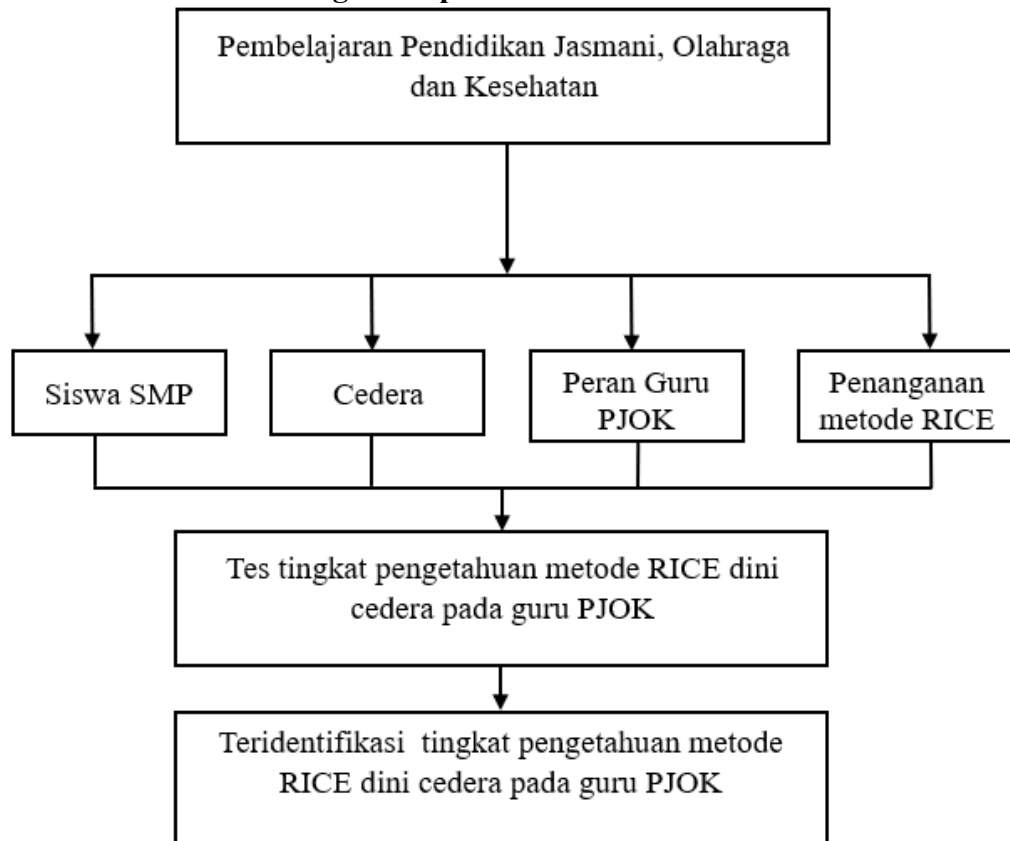 Pembelajaran Pendidikan Jasmani, Olahraga
dan Kesehatan
Siswa SMP
Cedera
Peran Guru
PJOK
Penanganan
metode RICE
Tes tingkat pengetahuan metode RICE dini
cedera pada guru PJOK
Teridentifikasi tingkat pengetahuan metode
RICE dini cedera pada guru PJOK